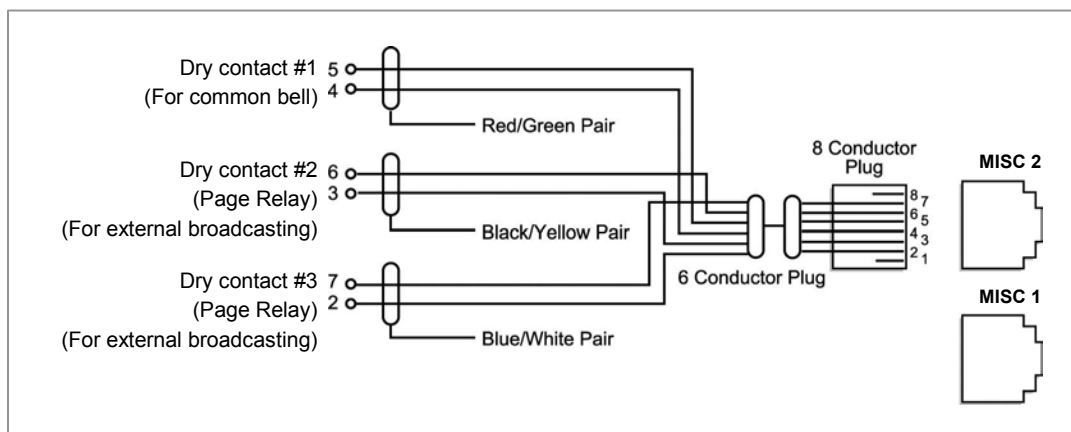 Dry contact #1 5
(For common bell) 4
Red/Green Pair
Dry contact #2 6
(Page Relay) 3
(For external broadcasting)
Black/Yellow Pair
Dry contact #3 7
(Page Relay) 2
(For external broadcasting)
Blue/White Pair
6 Conductor Plug
8 Conductor
Plug
8
7
6
5
4
3
2
1
MISC 2
MISC 1